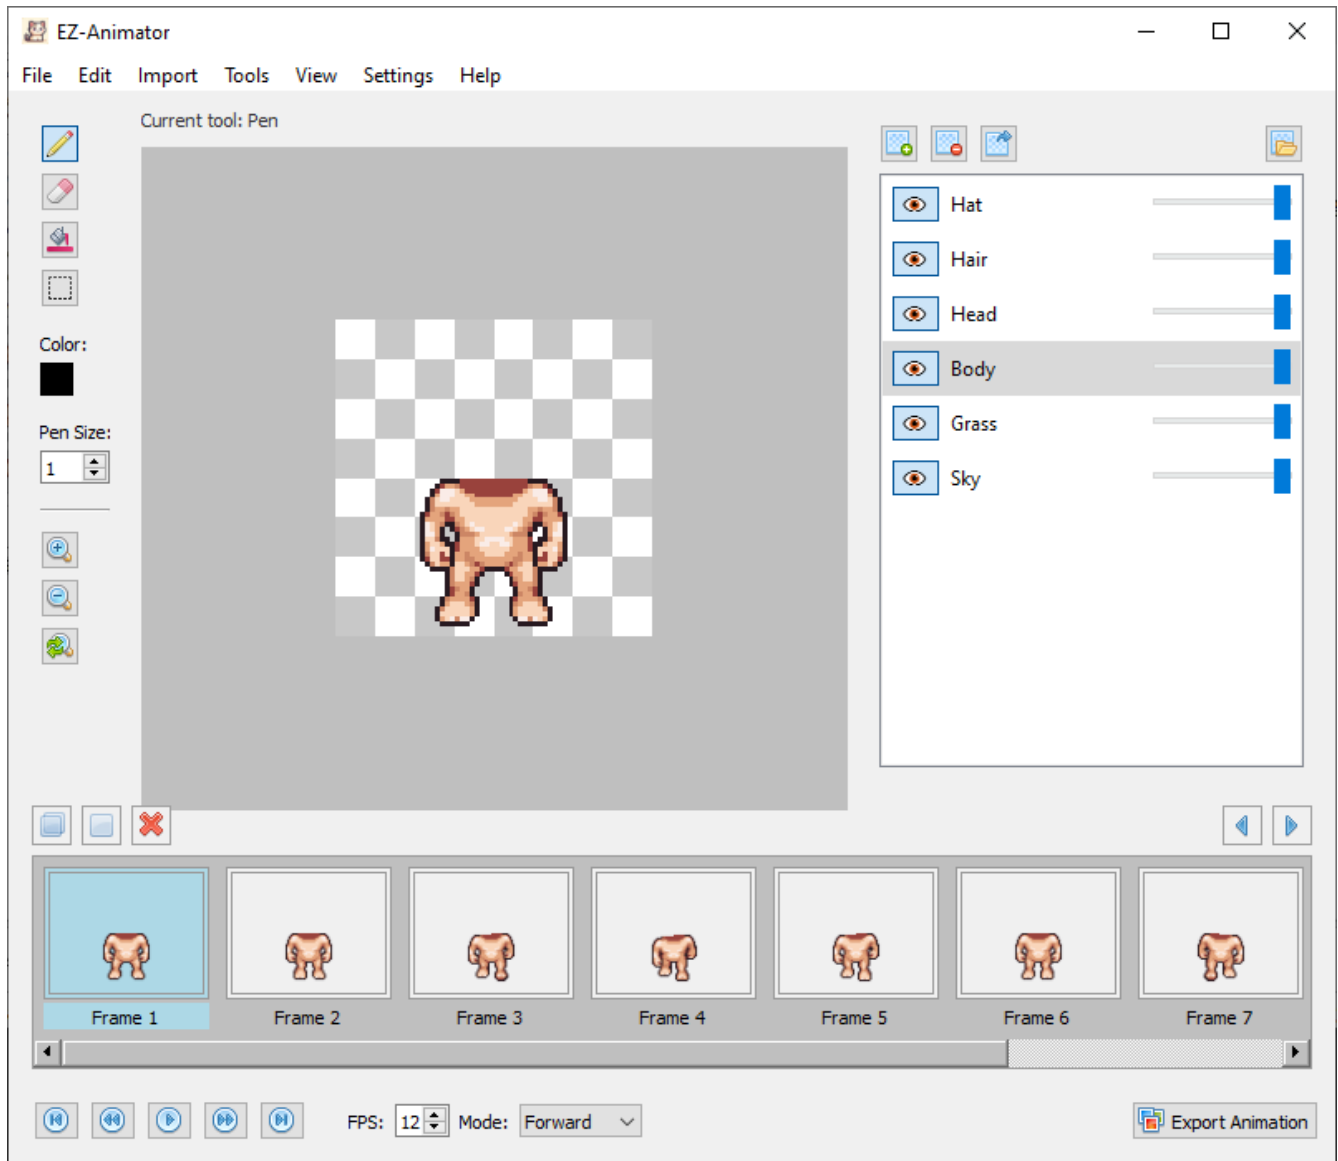 EZ-Animator
File Edit Import Tools View Settings Help
Current tool: Pen
Color:
Pen Size:
1
Hat
Hair
Head
Body
Grass
Sky
Frame 1 Frame 2 Frame 3 Frame 4 Frame 5 Frame 6 Frame 7
FPS: 12 Mode: Forward Export Animation